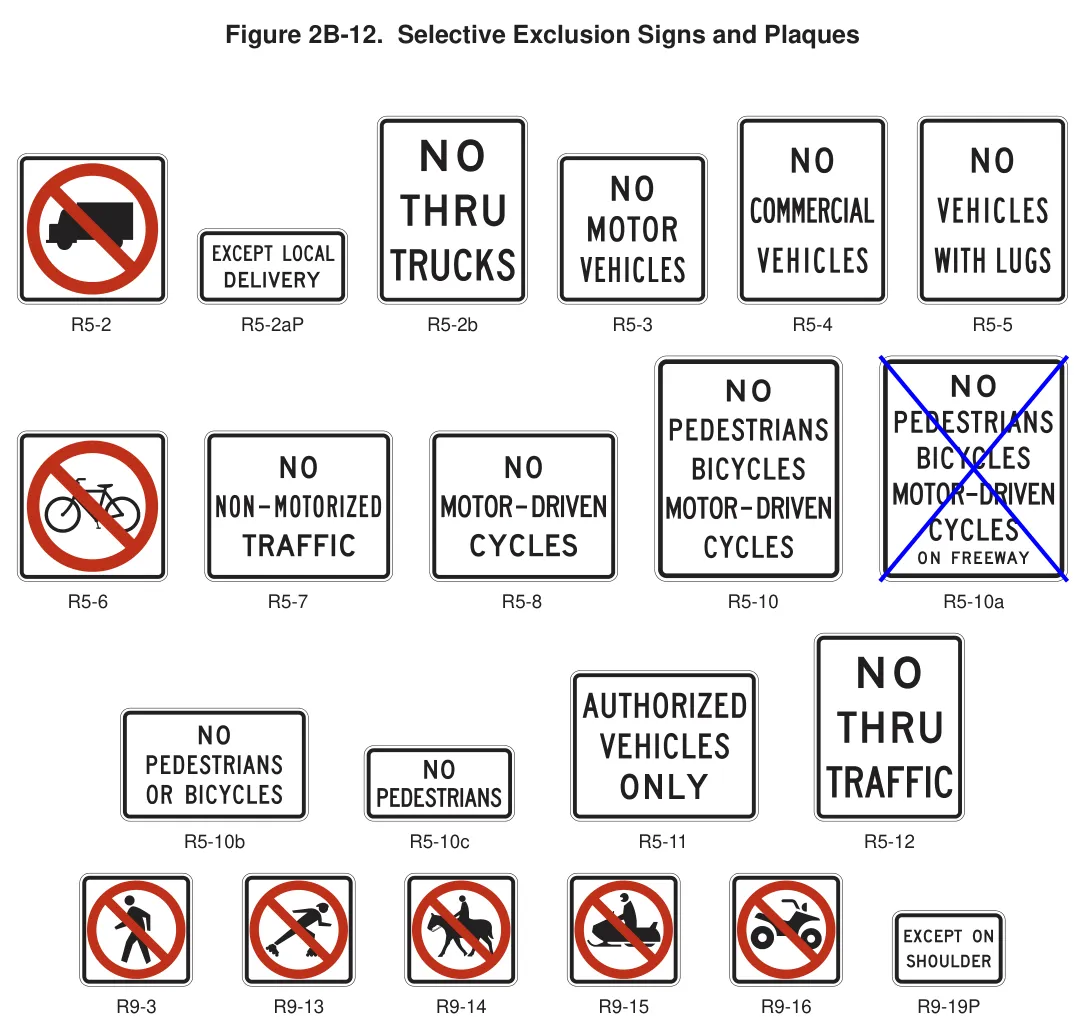 Figure 2B-12. Selective Exclusion Signs and Plaques
EXCEPT LOCAL
DELIVERY
NO
THRU
TRUCKS
NO
MOTOR
VEHICLES
NO
COMMERCIAL
VEHICLES
NO
VEHICLES
WITH LUGS
R5-2
R5-2aP
R5-2b
R5-3
R5-4
R5-5
NO
NON-MOTORIZED
TRAFFIC
NO
MOTOR-DRIVEN
CYCLES
NO
PEDESTRIANS
BICYCLES
MOTOR-DRIVEN
CYCLES
NO
PEDESTRIANS
BICYCLES
MOTOR-DRIVEN
CYCLES
ON FREEWAY
R5-6
R5-7
R5-8
R5-10
R5-10a
NO
PEDESTRIANS
OR BICYCLES
NO
PEDESTRIANS
AUTHORIZED
VEHICLES
ONLY
NO
THRU
TRAFFIC
R5-10b
R5-10c
R5-11
R5-12
EXCEPT ON
SHOULDER
R9-3
R9-13
R9-14
R9-15
R9-16
R9-19P